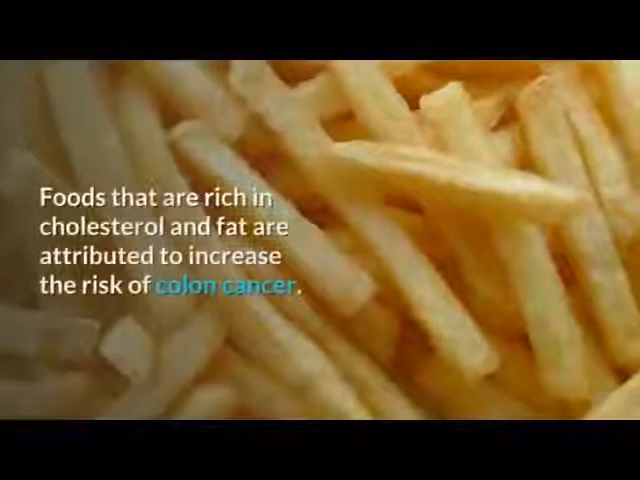 Foods that are rich in
cholesterol and fat are
attributed to increase
the risk of colon cancer.